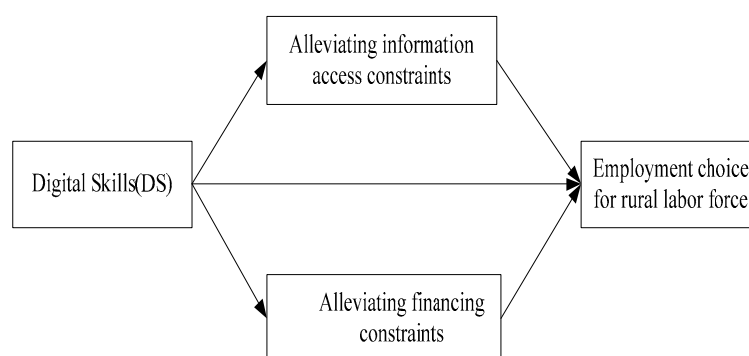 Alleviating information
access constraints
Digital Skills(DS)
Employment choice
for rural labor force
Alleviating financing
constraints